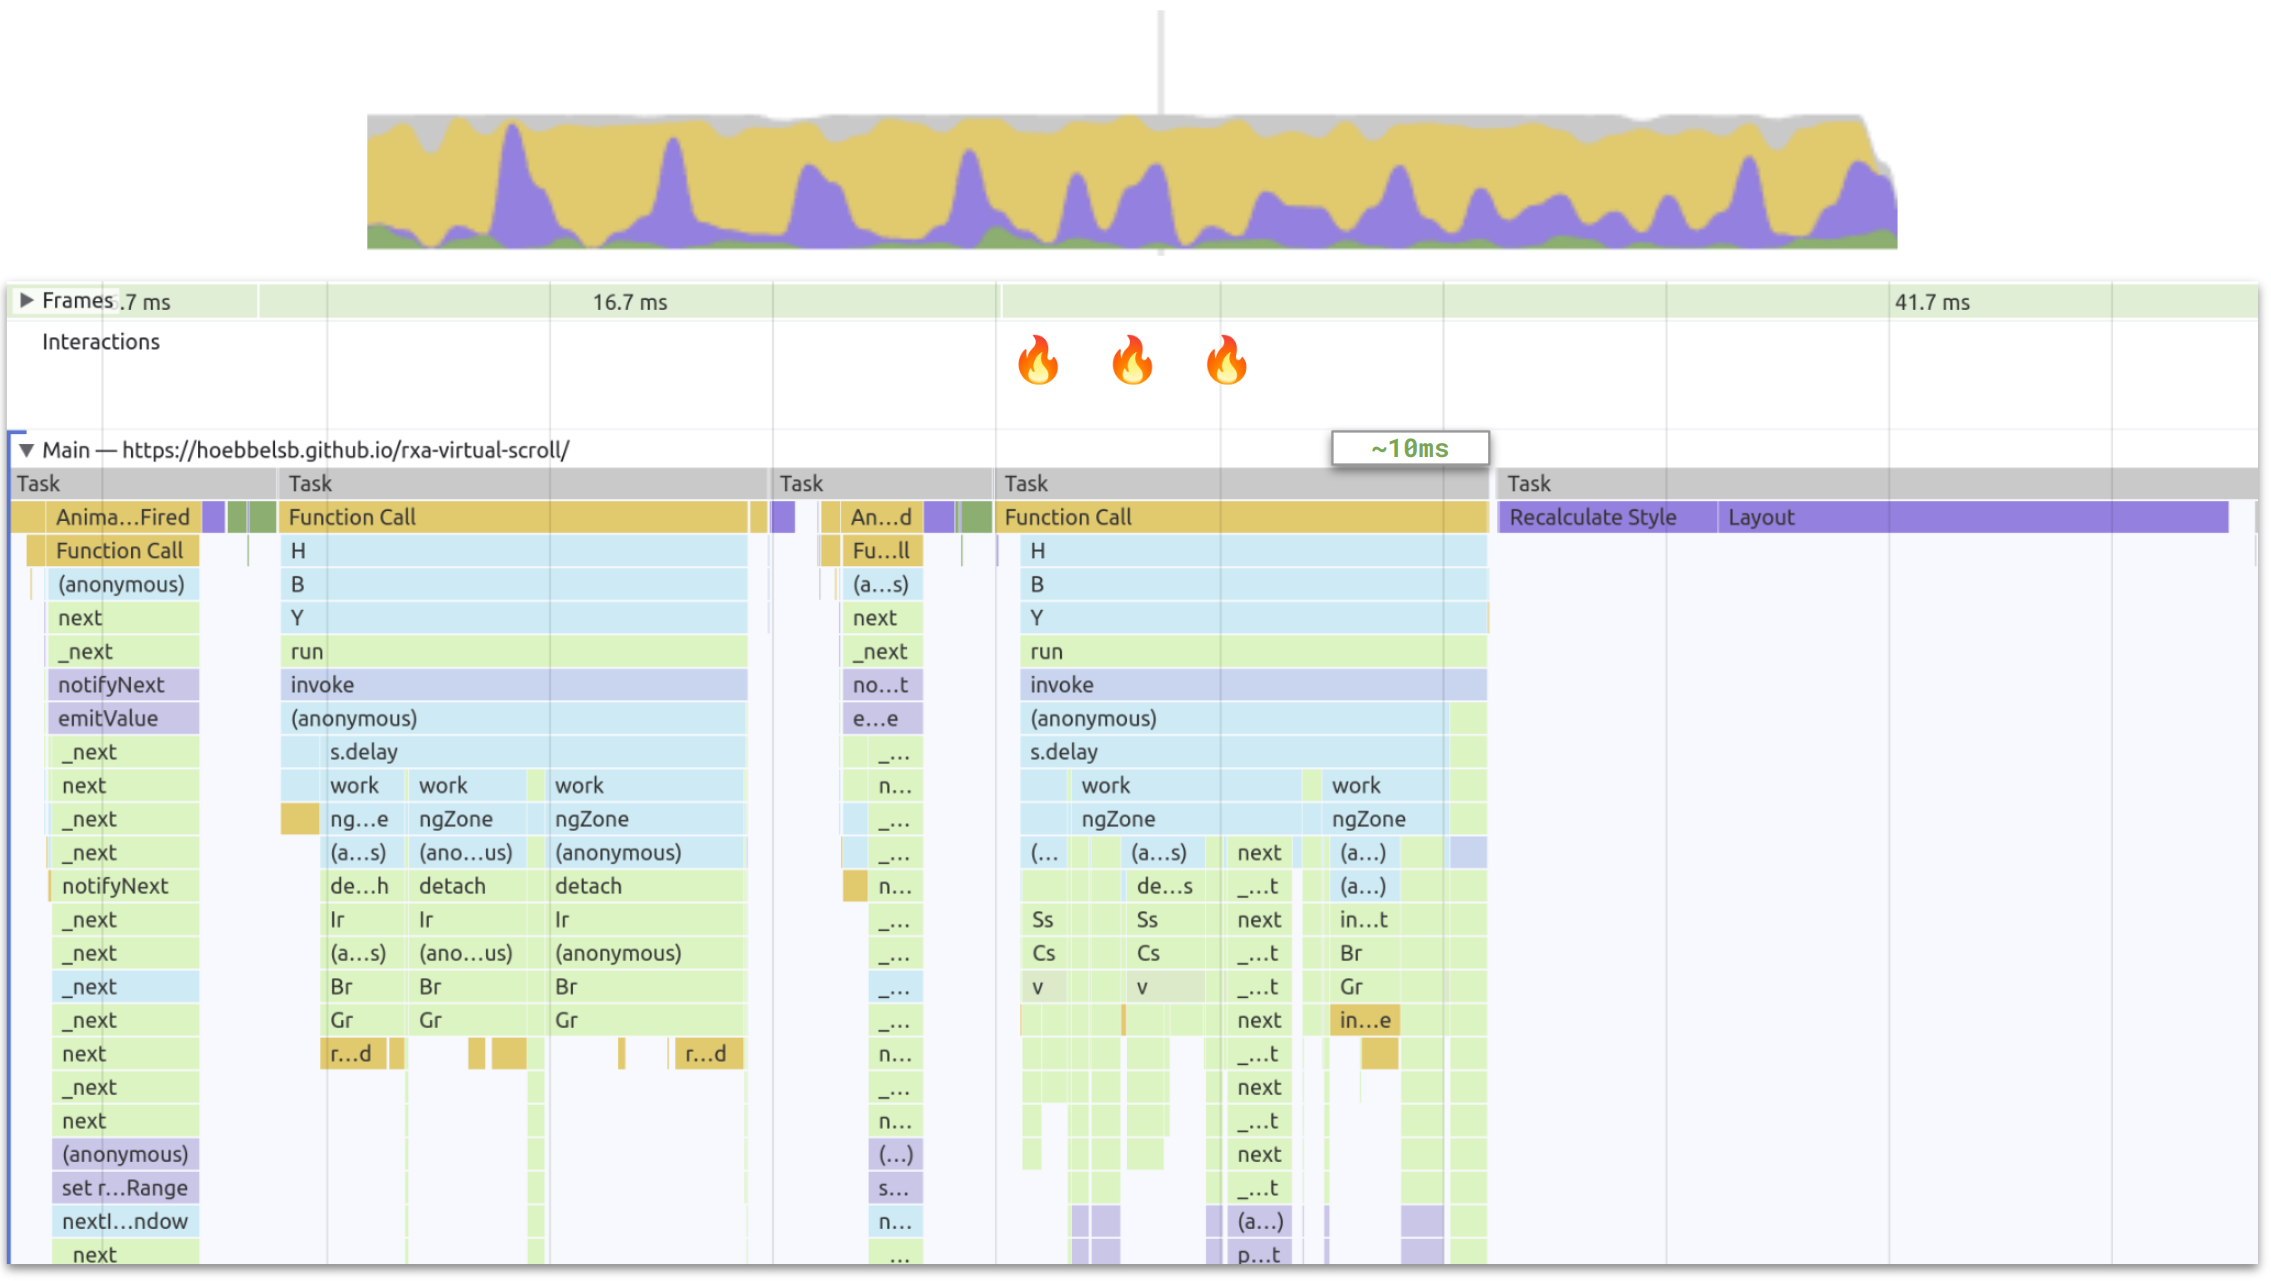 Frames .7 ms 16.7 ms 41.7 ms
Interactions
Main — https://hoebbelsb.github.io/rxa-virtual-scroll/ ~10ms
Task Task Task Task Task
Anima...Fired Function Call An...d Function Call Recalculate Style Layout
Function Call H Fu...ll H
(anonymous) B (a...s) B
next Y next Y
_next run _next run
notifyNext invoke no...t invoke
emitValue (anonymous) e...e (anonymous)
_next s.delay _... s.delay
next work work work n... work work
_next ng...e ngZone ngZone _... ngZone ngZone
_next (a...s) (ano...us) (anonymous) _... (... (a...s) next (a...)
notifyNext de...h detach detach n... de...s _...t (a...)
_next Ir Ir Ir _... Ss Ss next in...t
_next (a...s) (ano...us) (anonymous) _... Cs Cs _...t Br
_next Br Br Br _... v v _...t Gr
_next Gr Gr Gr _... next in...e
next r...d r...d n... _...t
_next _... next
next n... _...t
(anonymous) (...) next
set r...Range s... _...t
nextI...ndow n... (a...)
_next ... p...t